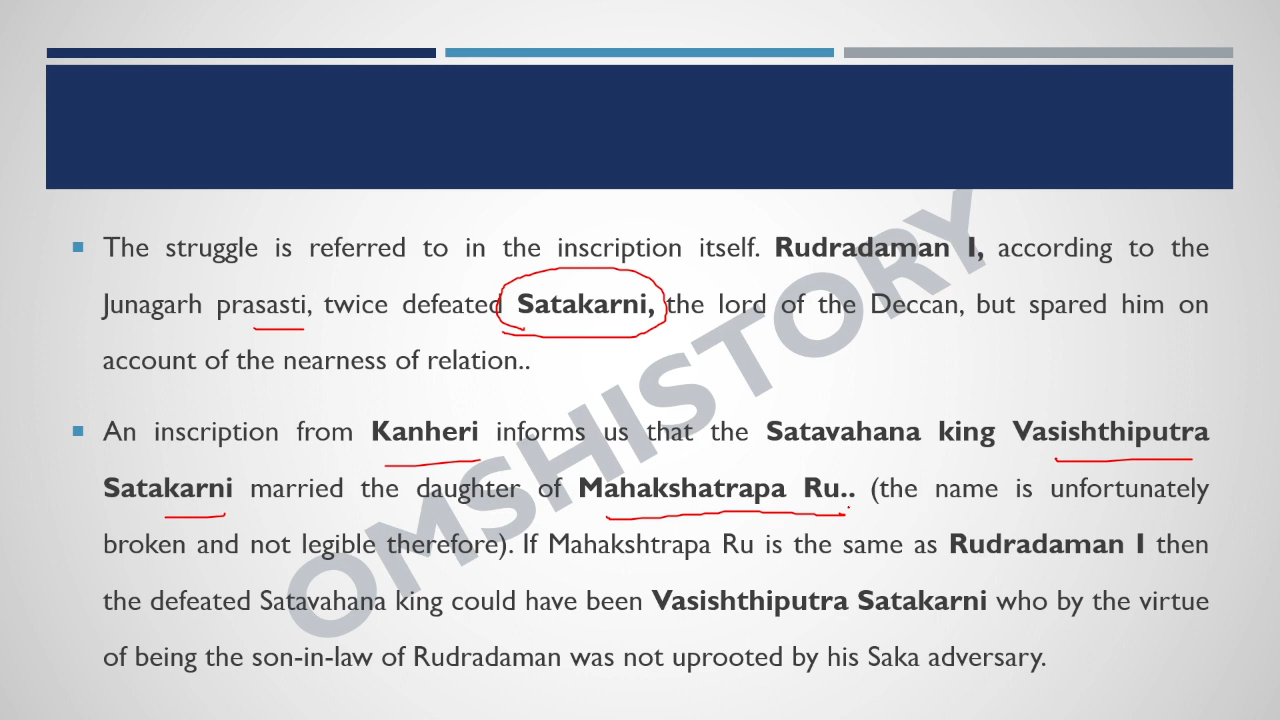 The struggle is referred to in the inscription itself. Rudradaman I, according to the
Junagarh prasasti, twice defeated Satakarni, the lord of the Deccan, but spared him on
account of the nearness of relation..
An inscription from Kanheri informs us that the Satavahana king Vasishthiputra
Satakarni married the daughter of Mahakshatrapa Ru.. (the name is unfortunately
broken and not legible therefore). If Mahakshtrapa Ru is the same as Rudradaman I then
the defeated Satavahana king could have been Vasishthiputra Satakarni who by the virtue
of being the son-in-law of Rudradaman was not uprooted by his Saka adversary.
OMSHISTORY